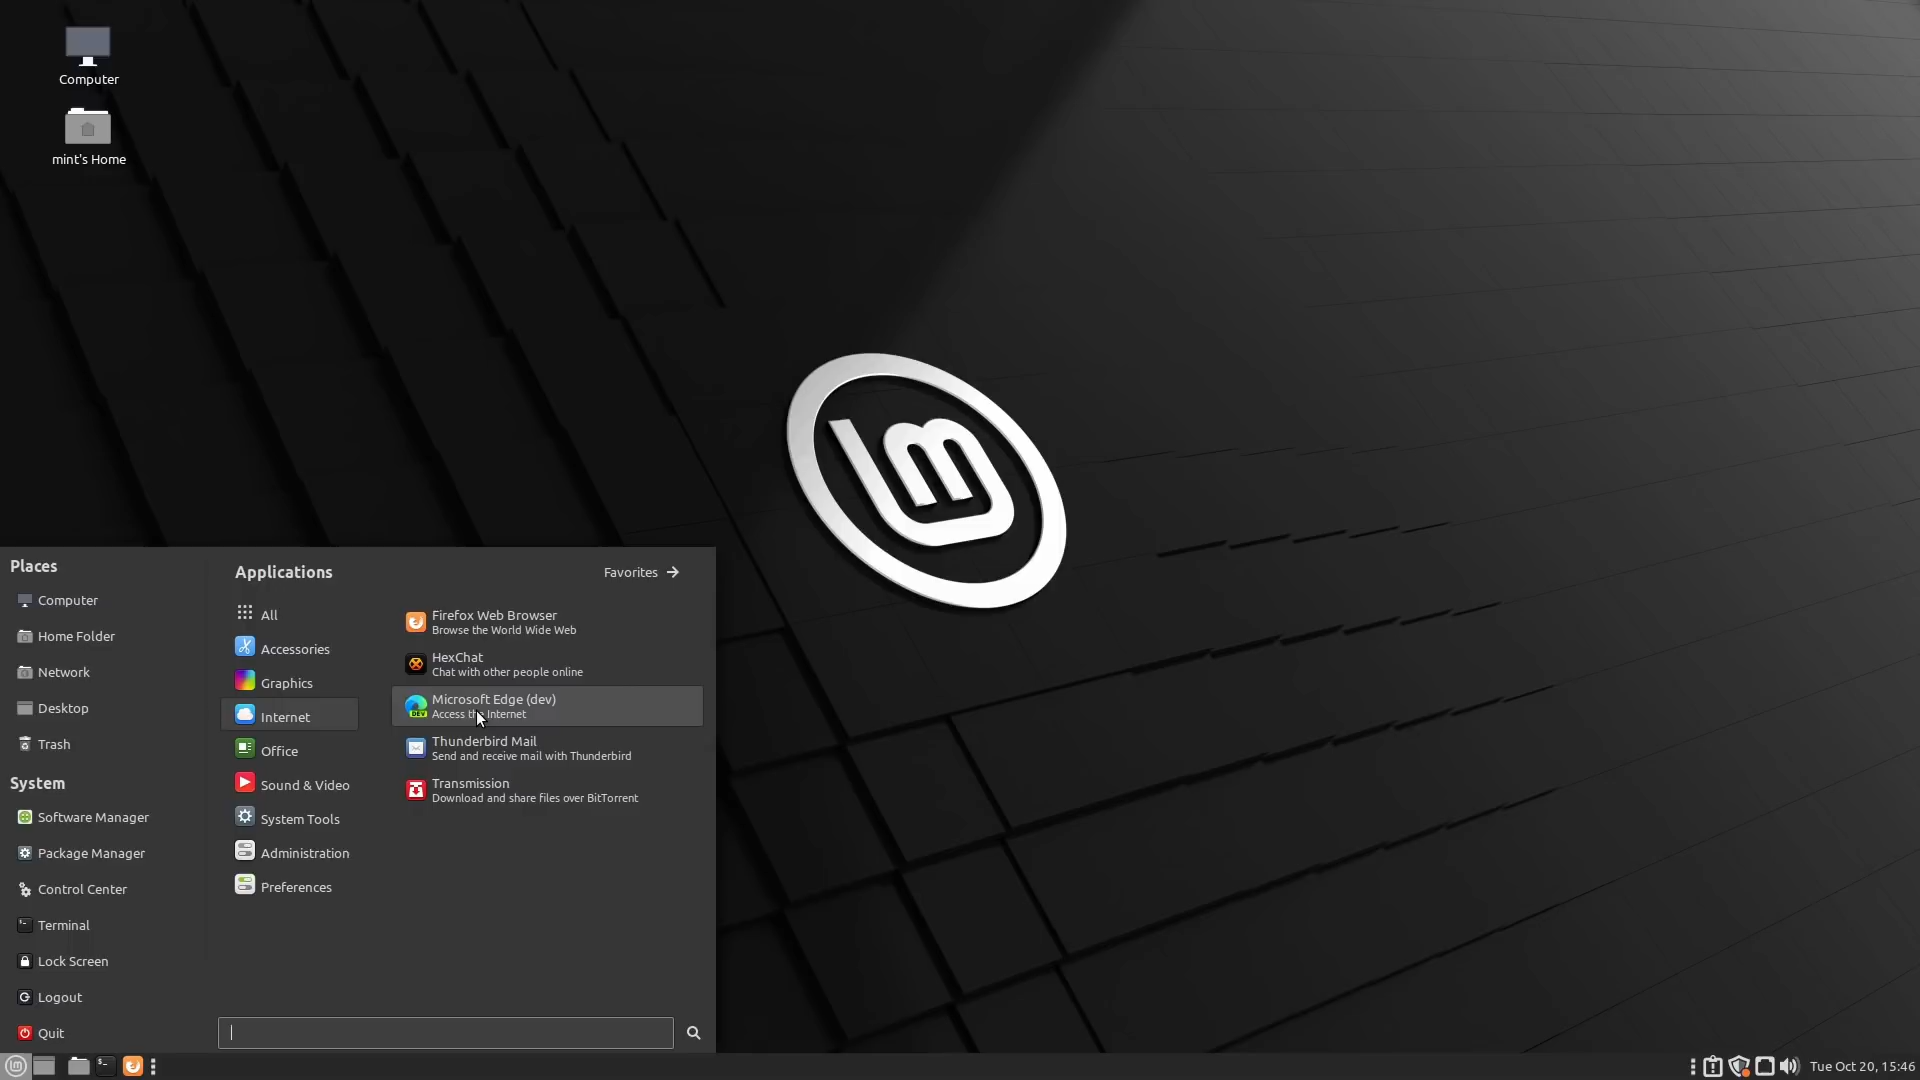 Computer
mint's Home
Places
Computer
Home Folder
Network
Desktop
Trash
System
Software Manager
Package Manager
Control Center
Terminal
Lock Screen
Logout
Quit
Applications
Favorites
All
Accessories
Graphics
Internet
Office
Sound & Video
System Tools
Administration
Preferences
Firefox Web Browser
Browse the World Wide Web
HexChat
Chat with other people online
Microsoft Edge (dev)
DEV
Access the Internet
Thunderbird Mail
Send and receive mail with Thunderbird
Transmission
Download and share files over BitTorrent
Tue Oct 20, 15:46